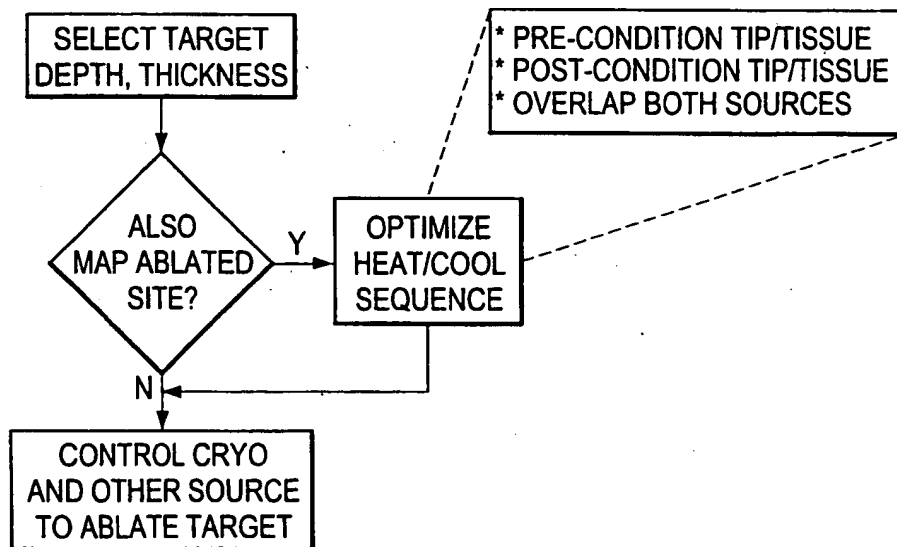 SELECT TARGET
DEPTH, THICKNESS
* PRE-CONDITION TIP/TISSUE
* POST-CONDITION TIP/TISSUE
* OVERLAP BOTH SOURCES
ALSO
MAP ABLATED
SITE?
Y
OPTIMIZE
HEAT/COOL
SEQUENCE
N
CONTROL CRYO
AND OTHER SOURCE
TO ABLATE TARGET